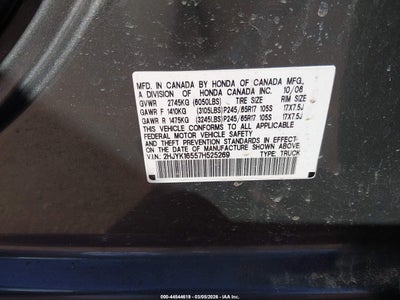 MFD. IN CANADA BY HONDA OF CANADA MFG.,
A DIVISION OF HONDA CANADA INC. 10/06
GVWR 2745KG (6050LBS) TIRE SIZE RIM SIZE
GAWR F 1410KG (3105LBS) P245/65R17 105S 17X7.5J
GAWR R 1475KG (3245LBS) P245/65R17 105S 17X7.5J
THIS VEHICLE CONFORMS TO ALL APPLICABLE
FEDERAL MOTOR VEHICLE SAFETY
AND THEFT PREVENTION STANDARDS IN EFFECT
ON THE DATE OF MANUFACTURE SHOWN ABOVE.
V.I.N. 2HJYK16557H525269 TYPE: TRUCK
000-44544619 - 03/05/2026 - IAA Inc.